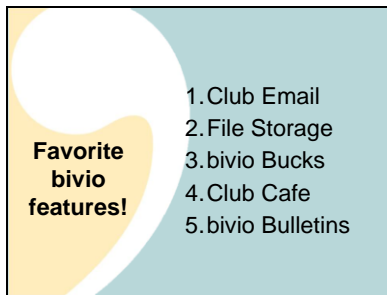 Favorite
bivio
features!
1.Club Email
2.File Storage
3.bivio Bucks
4.Club Cafe
5.bivio Bulletins